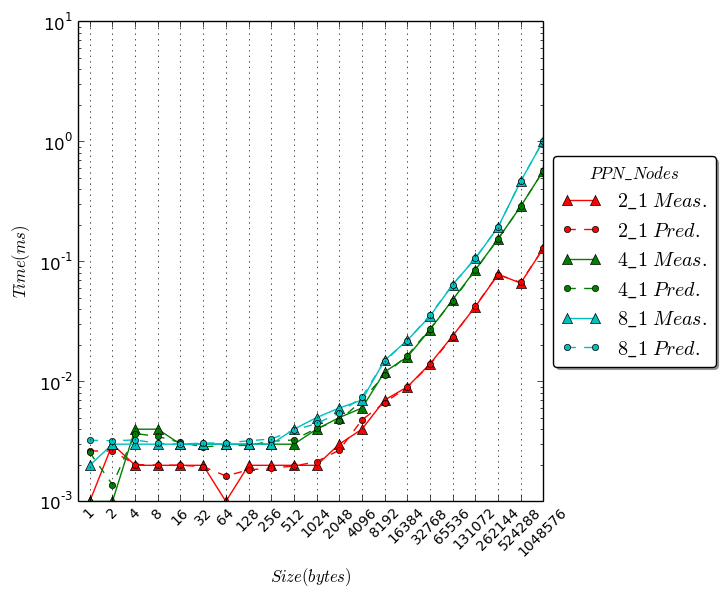 10^1
10^0
10^-1
10^-2
10^-3
Time(ms)
1
2
4
8
16
32
64
128
256
512
1024
2048
4096
8192
16384
32768
65536
131072
262144
524288
1048576
Size(bytes)
PPN_Nodes
2_1 Meas.
2_1 Pred.
4_1 Meas.
4_1 Pred.
8_1 Meas.
8_1 Pred.